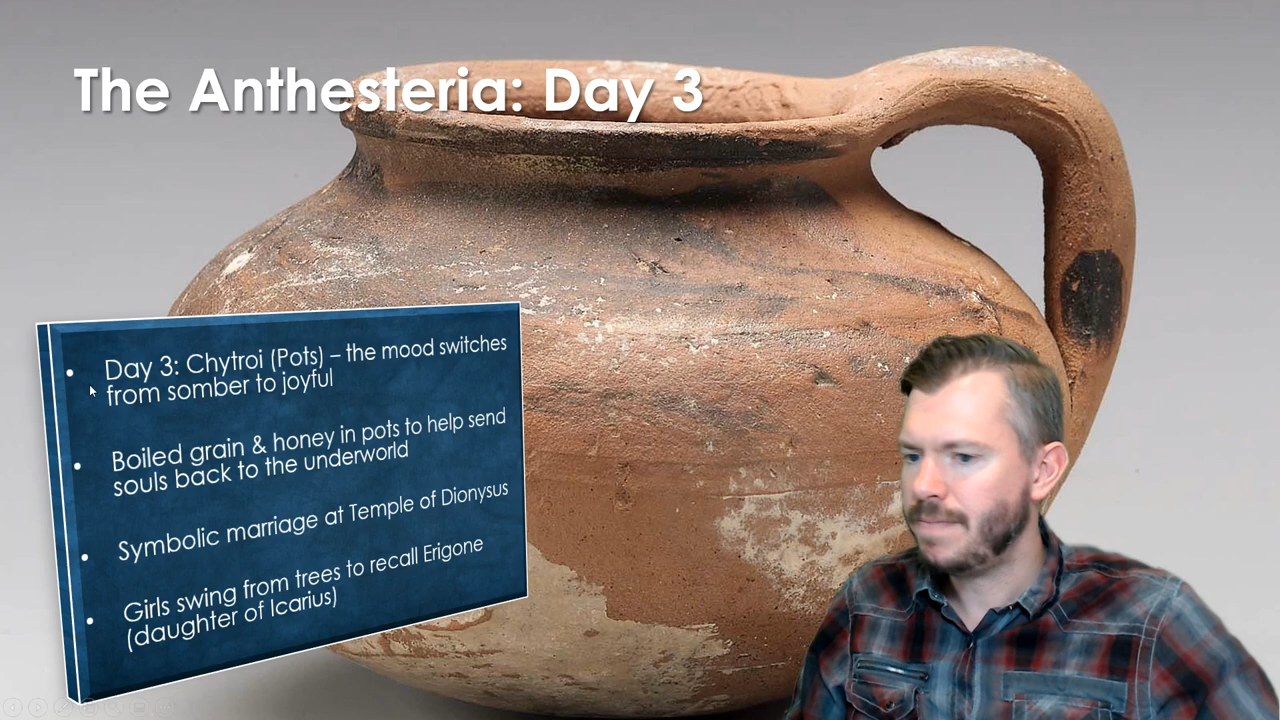 The Anthesteria: Day 3
Day 3: Chytroi (Pots) – the mood switches
from somber to joyful
Boiled grain & honey in pots to help send
souls back to the underworld
Symbolic marriage at Temple of Dionysus
Girls swing from trees to recall Erigone
(daughter of Icarius)